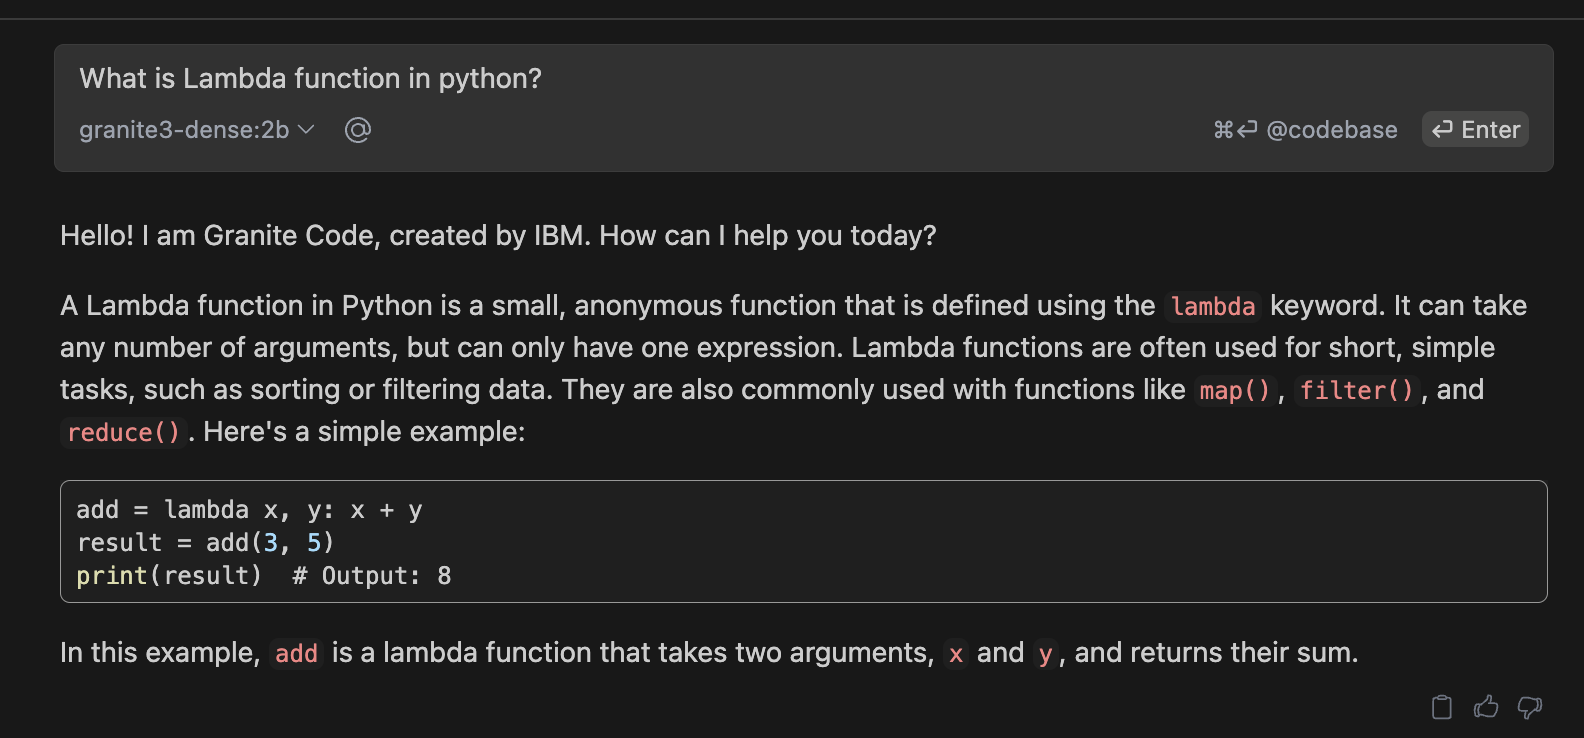 What is Lambda function in python?
granite3-dense:2b @ ⌘⏎ @codebase ⏎ Enter
Hello! I am Granite Code, created by IBM. How can I help you today?
A Lambda function in Python is a small, anonymous function that is defined using the lambda keyword. It can take
any number of arguments, but can only have one expression. Lambda functions are often used for short, simple
tasks, such as sorting or filtering data. They are also commonly used with functions like map(), filter(), and
reduce(). Here's a simple example:
add = lambda x, y: x + y
result = add(3, 5)
print(result)  # Output: 8
In this example, add is a lambda function that takes two arguments, x and y, and returns their sum.